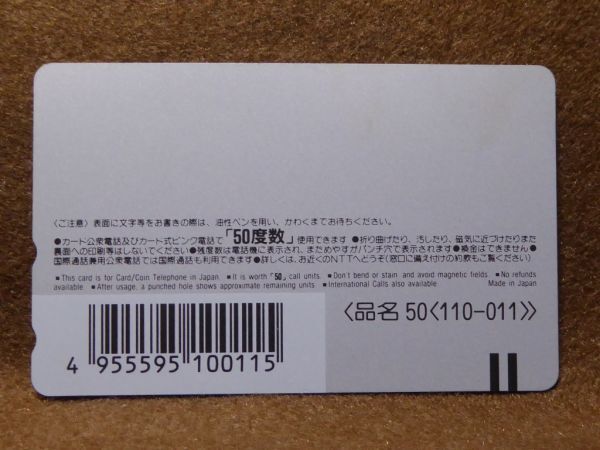 〈ご注意〉表面に文字等をお書きの際は、油性ペンを用い、かわくまでお待ちください。
●カード公衆電話及びカード式ピンク電話で「50度数」使用できます ●折り曲げたり、汚したり、磁気に近づけたりまた
裏面への印刷等はしないでください ●残度数は電話機に表示され、まためやすがパンチ穴で表示されます ●換金はできません ●
国際通話兼用公衆電話では国際通話も利用できます ●詳しくは、お近くのNTTへどうぞ(窓口に備え付けの約款もご覧ください)
■This card is for Card/Coin Telephone in Japan. ■It is worth "50" call units. ■Don't bend or stain and avoid magnetic fields ■No refunds
available. ■After usage, a punched hole shows approximate remaining units ■International Calls also available Made in Japan
〈品名 50〈110-011〉〉
4 955595 100115